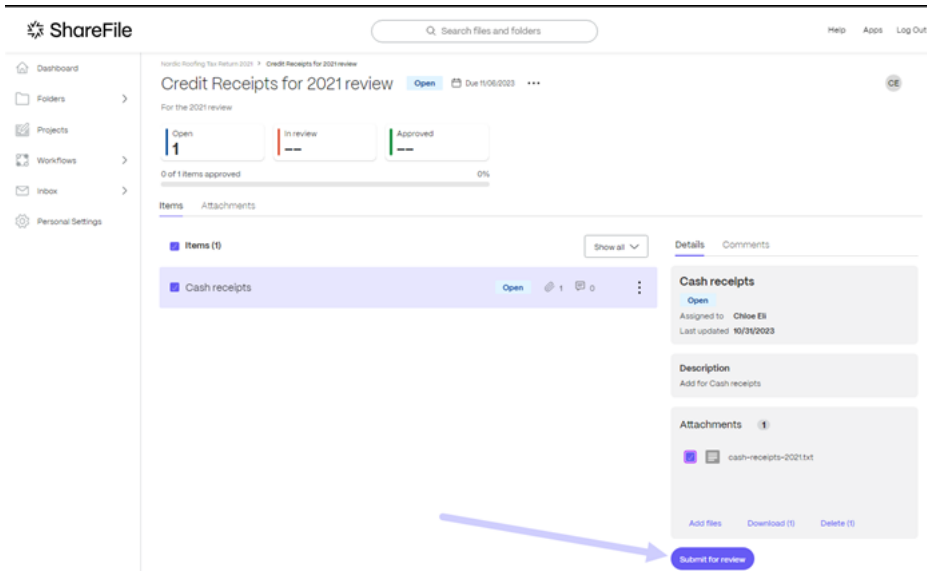 ShareFile
Search files and folders
Help Apps Log Out
Dashboard
Folders
Projects
Workflows
Inbox
Personal Settings
Nordic Roofing Tax Return 2021 > Credit Receipts for 2021 review
Credit Receipts for 2021 review Open Due 11/06/2023
CE
For the 2021 review
Open
1
In review
--
Approved
--
0 of 1 items approved 0%
Items Attachments
Items (1) Show all
Cash receipts Open 1 0
Details Comments
Cash receipts
Open
Assigned to Chloe Eli
Last updated 10/31/2023
Description
Add for Cash receipts
Attachments 1
cash-receipts-2021.txt
Add files Download (1) Delete (1)
Submit for review